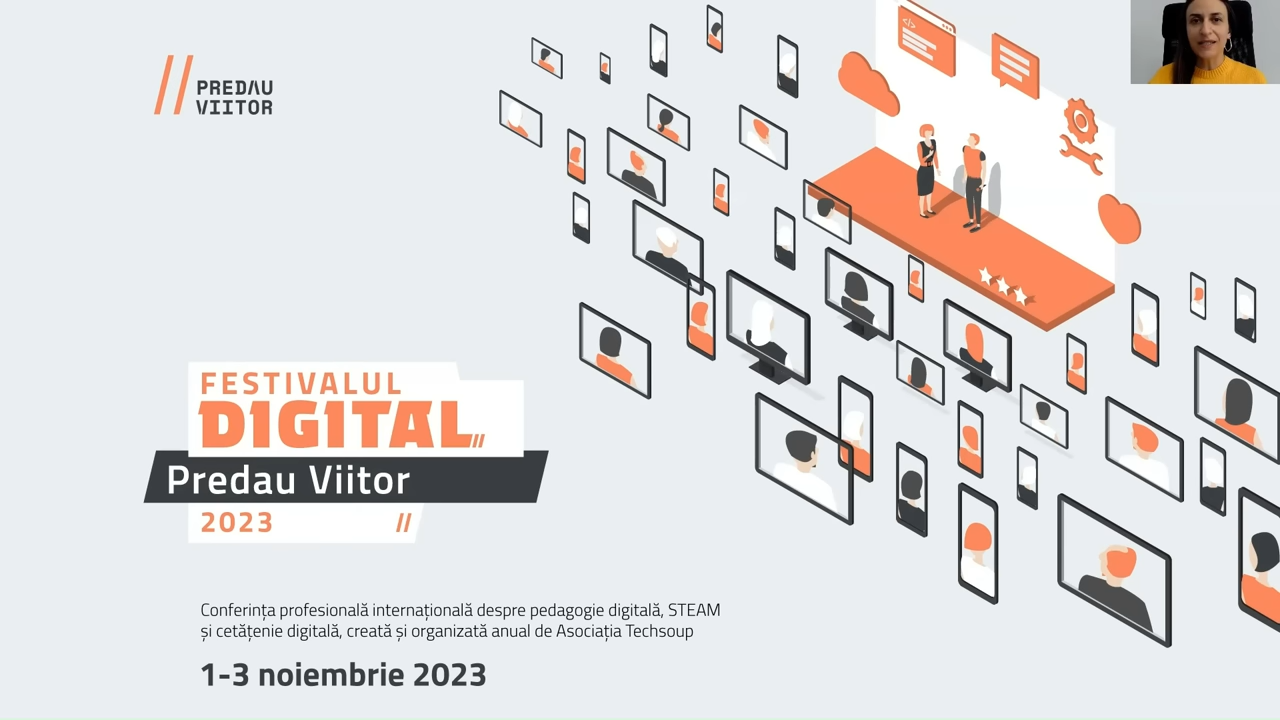 PREDAU
VIITOR
</>
FESTIVALUL
DIGITAL//
Predau Viitor
2023 //
Conferința profesională internațională despre pedagogie digitală, STEAM
și cetățenie digitală, creată și organizată anual de Asociația Techsoup
1-3 noiembrie 2023